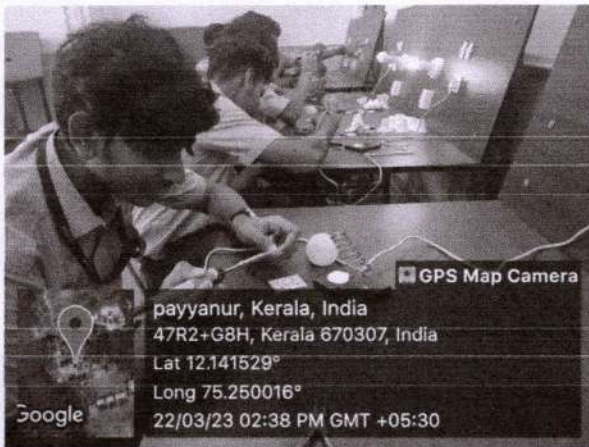 GPS Map Camera
payyanur, Kerala, India
47R2+G8H, Kerala 670307, India
Lat 12.141529°
Long 75.250016°
22/03/23 02:38 PM GMT +05:30
Google